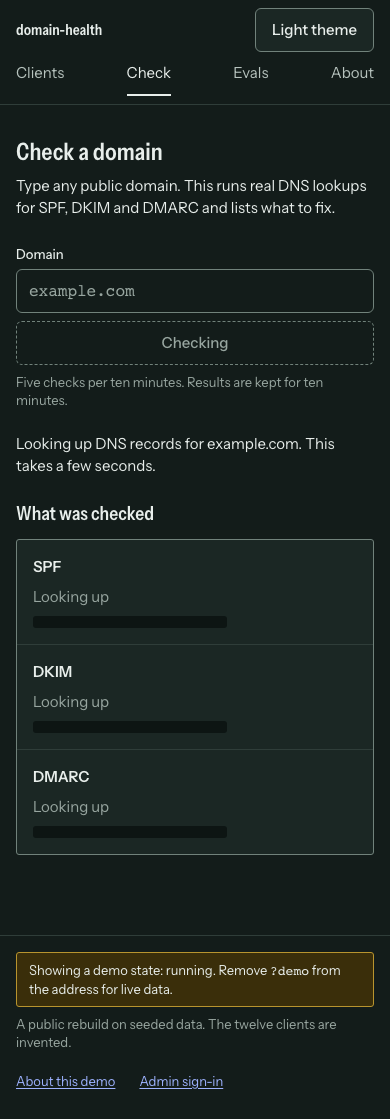 domain-health
Light theme
Clients Check Evals About
Check a domain
Type any public domain. This runs real DNS lookups
for SPF, DKIM and DMARC and lists what to fix.
Domain
example.com
Checking
Five checks per ten minutes. Results are kept for ten
minutes.
Looking up DNS records for example.com. This
takes a few seconds.
What was checked
SPF
Looking up
DKIM
Looking up
DMARC
Looking up
Showing a demo state: running. Remove ?demo from
the address for live data.
A public rebuild on seeded data. The twelve clients are
invented.
About this demo Admin sign-in